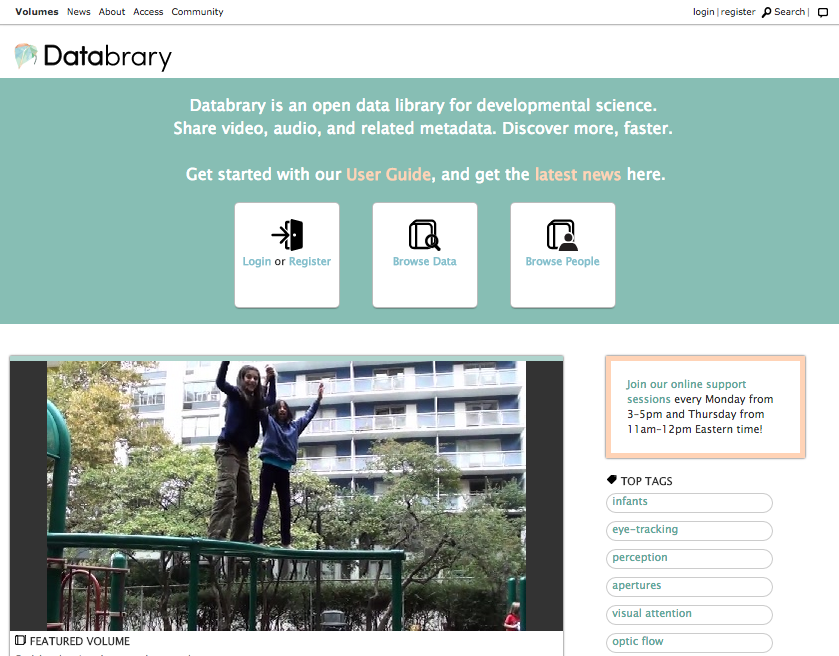 Volumes News About Access Community
login | register Search |
Databrary
Databrary is an open data library for developmental science.
Share video, audio, and related metadata. Discover more, faster.
Get started with our User Guide, and get the latest news here.
Login or Register
Browse Data
Browse People
Join our online support
sessions every Monday from
3-5pm and Thursday from
11am-12pm Eastern time!
TOP TAGS
infants
eye-tracking
perception
apertures
visual attention
optic flow
FEATURED VOLUME